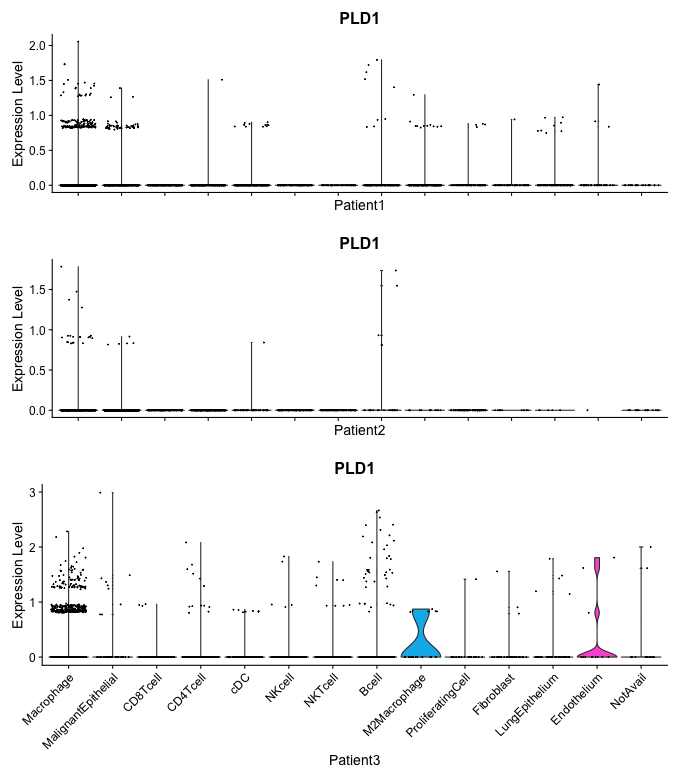 PLD1
Expression Level
2.0
1.5
1.0
0.5
0.0
Patient1
PLD1
Expression Level
1.5
1.0
0.5
0.0
Patient2
PLD1
Expression Level
3
2
1
0
Macrophage
MalignantEpithelial
CD8Tcell
CD4Tcell
cDC
NKcell
NKTcell
Bcell
M2Macrophage
ProliferatingCell
Fibroblast
LungEpithelium
Endothelium
NotAvail
Patient3